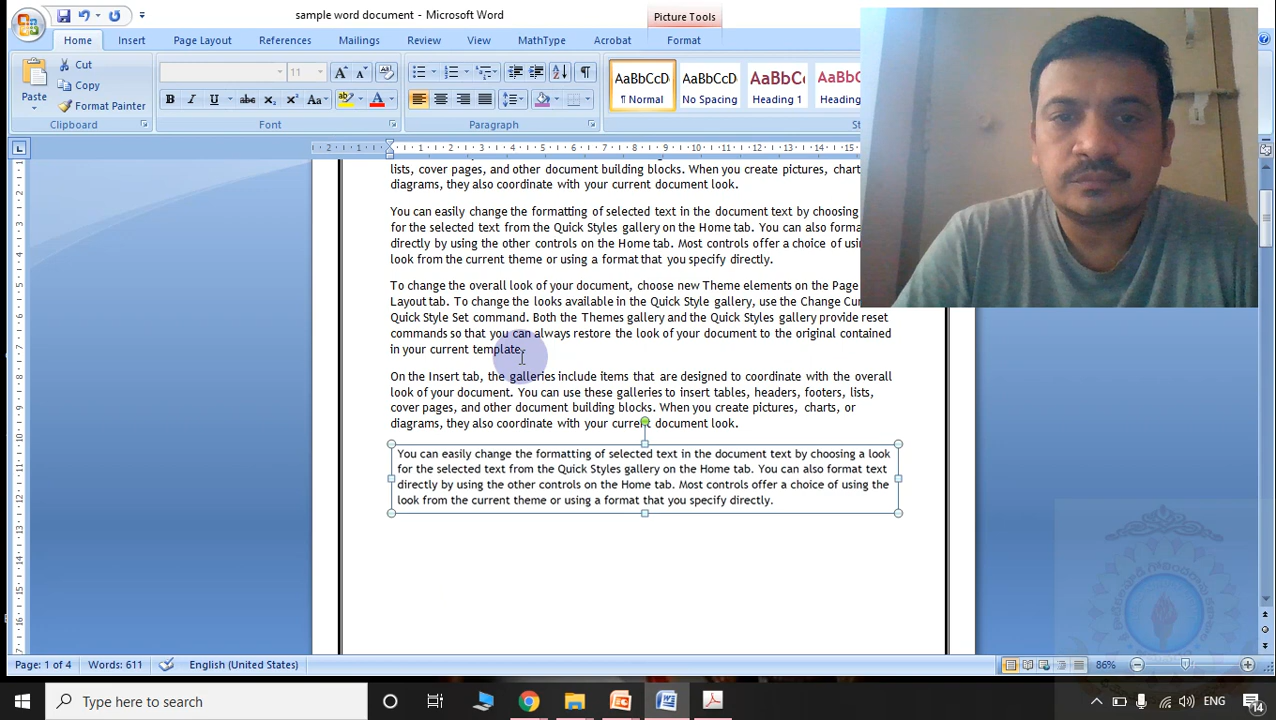 sample word document - Microsoft Word
Picture Tools
Home Insert Page Layout References Mailings Review View MathType Acrobat Format
Paste
Cut
Copy
Format Painter
11
AaBbCcD AaBbCcD AaBbC AaBbC
¶ Normal No Spacing Heading 1 Heading
Clipboard Font Paragraph
lists, cover pages, and other document building blocks. When you create pictures, chart
diagrams, they also coordinate with your current document look.
You can easily change the formatting of selected text in the document text by choosing
for the selected text from the Quick Styles gallery on the Home tab. You can also forma
directly by using the other controls on the Home tab. Most controls offer a choice of usin
look from the current theme or using a format that you specify directly.
To change the overall look of your document, choose new Theme elements on the Page
Layout tab. To change the looks available in the Quick Style gallery, use the Change Cur
Quick Style Set command. Both the Themes gallery and the Quick Styles gallery provide reset
commands so that you can always restore the look of your document to the original contained
in your current template.
On the Insert tab, the galleries include items that are designed to coordinate with the overall
look of your document. You can use these galleries to insert tables, headers, footers, lists,
cover pages, and other document building blocks. When you create pictures, charts, or
diagrams, they also coordinate with your current document look.
You can easily change the formatting of selected text in the document text by choosing a look
for the selected text from the Quick Styles gallery on the Home tab. You can also format text
directly by using the other controls on the Home tab. Most controls offer a choice of using the
look from the current theme or using a format that you specify directly.
Page: 1 of 4 Words: 611 English (United States) 86%
Type here to search
ENG
14